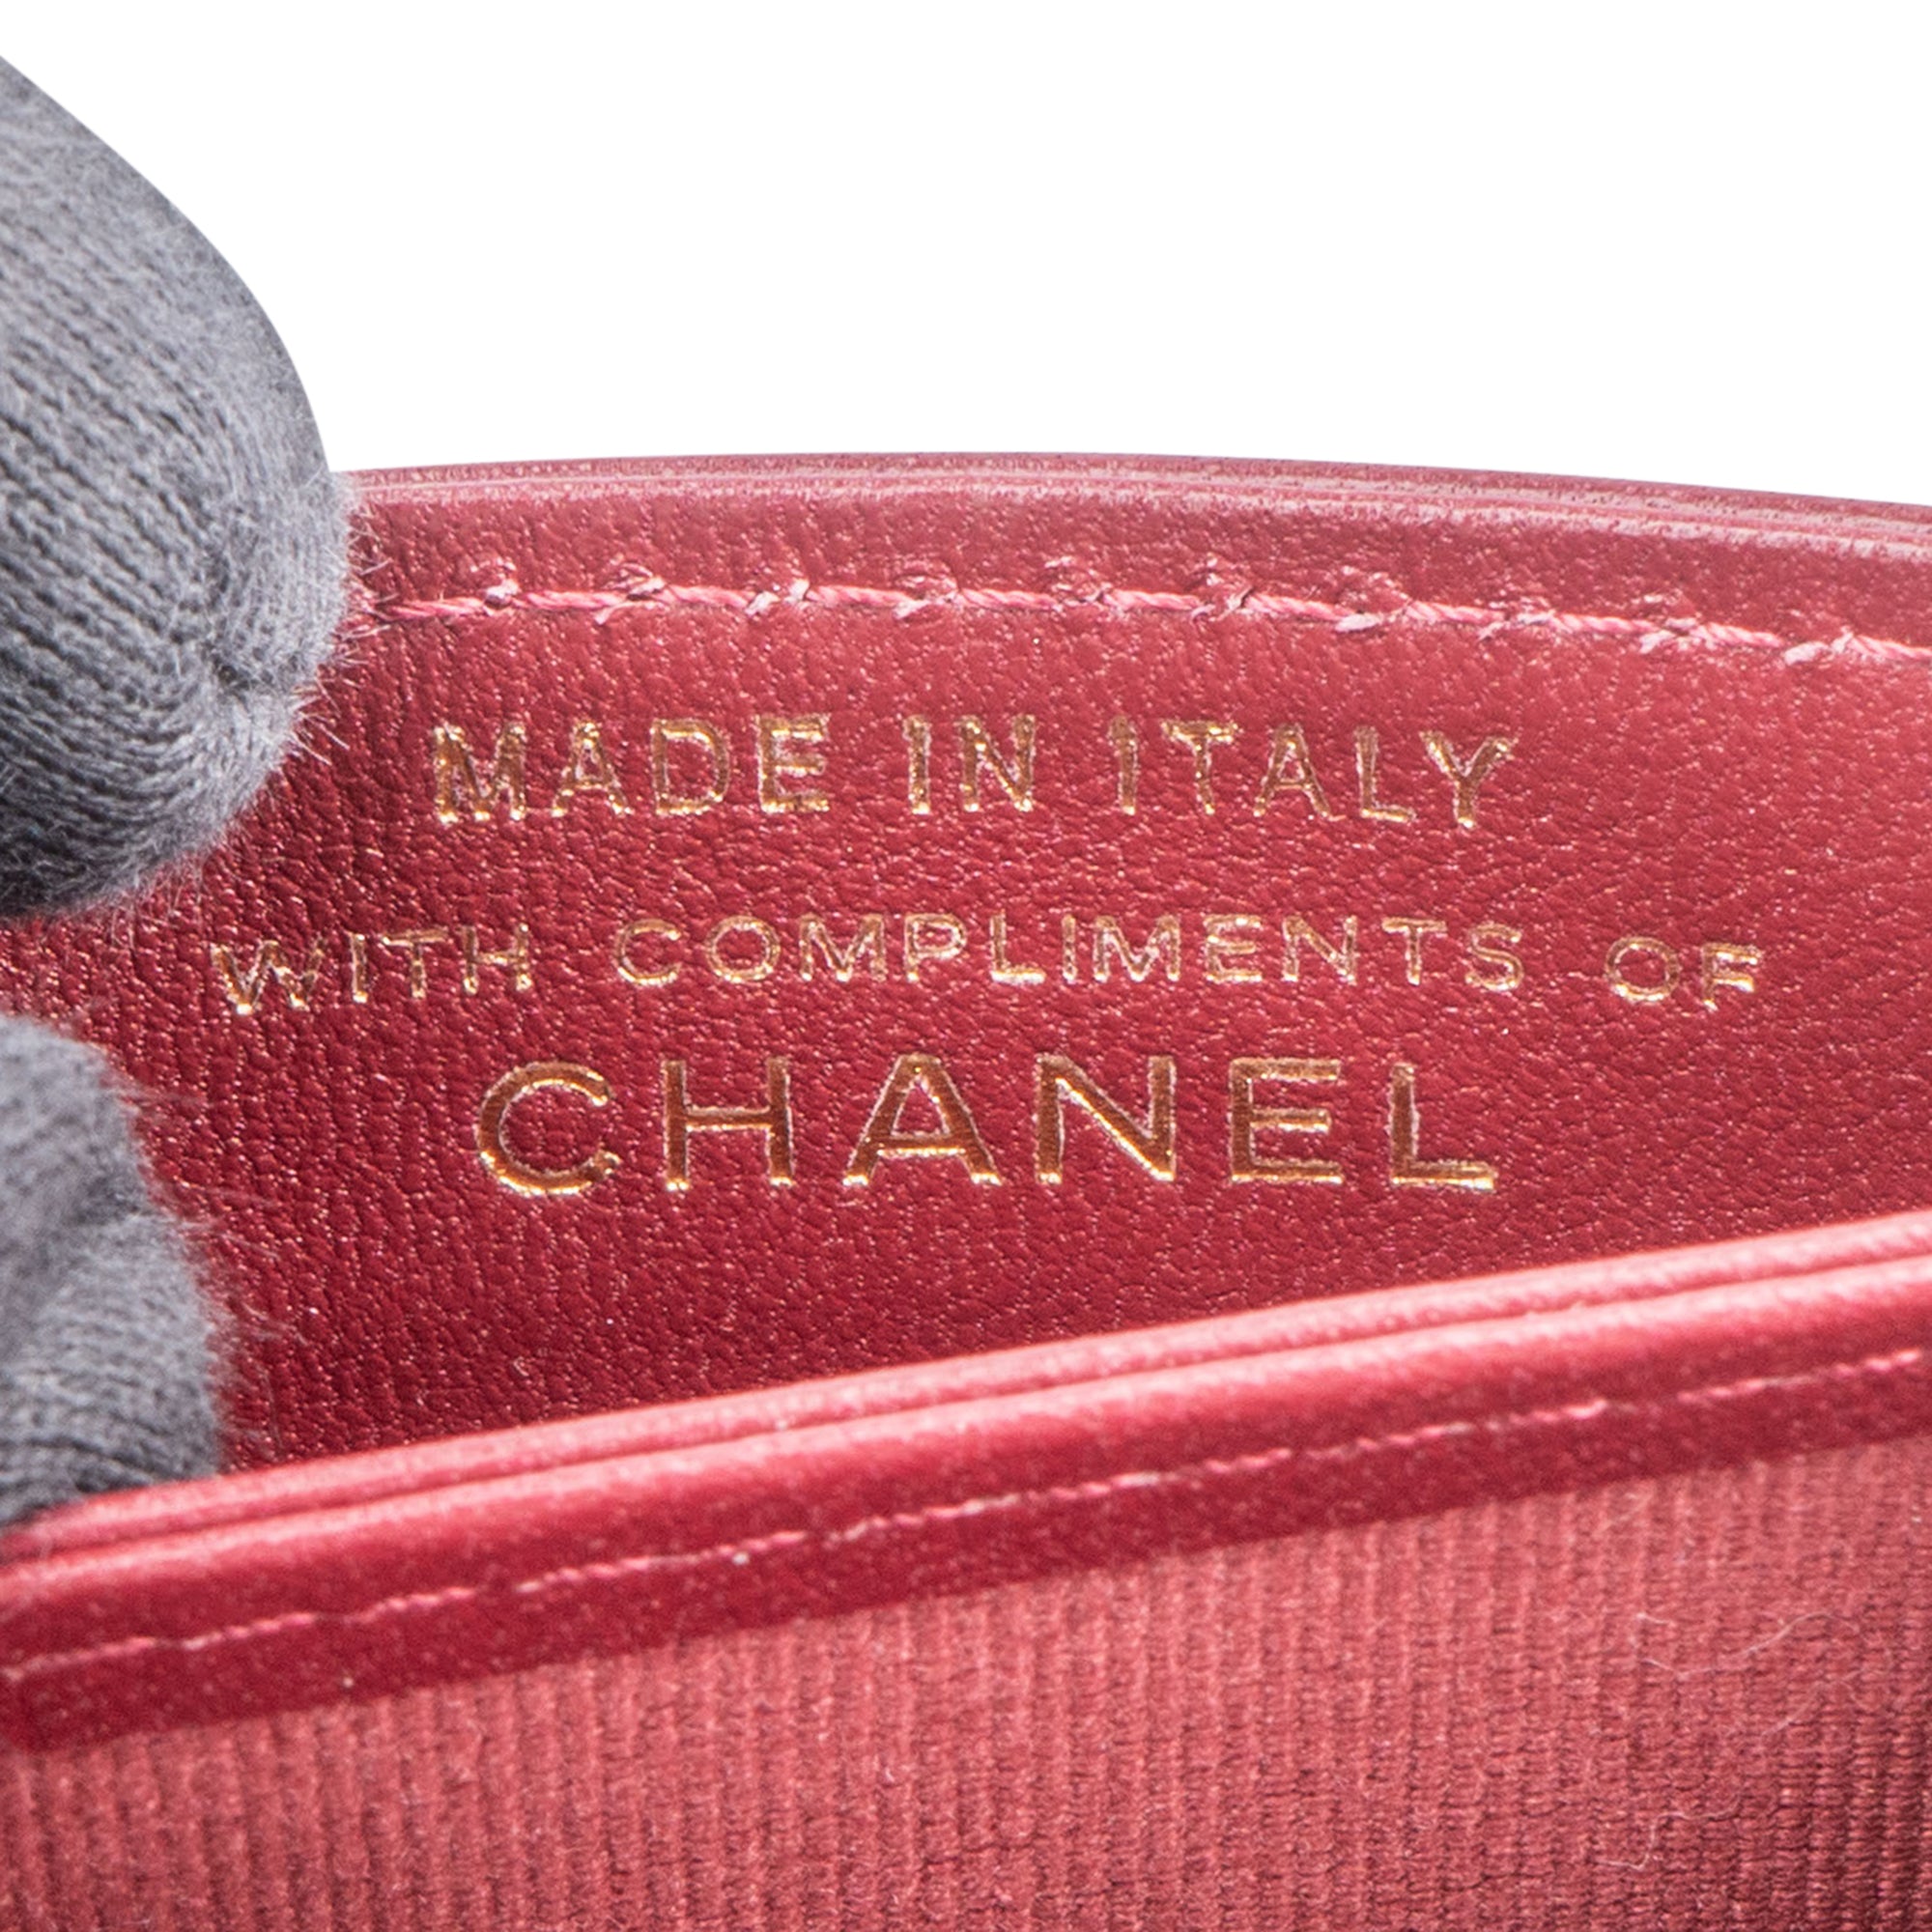 MADE IN ITALY
WITH COMPLIMENTS OF
CHANEL